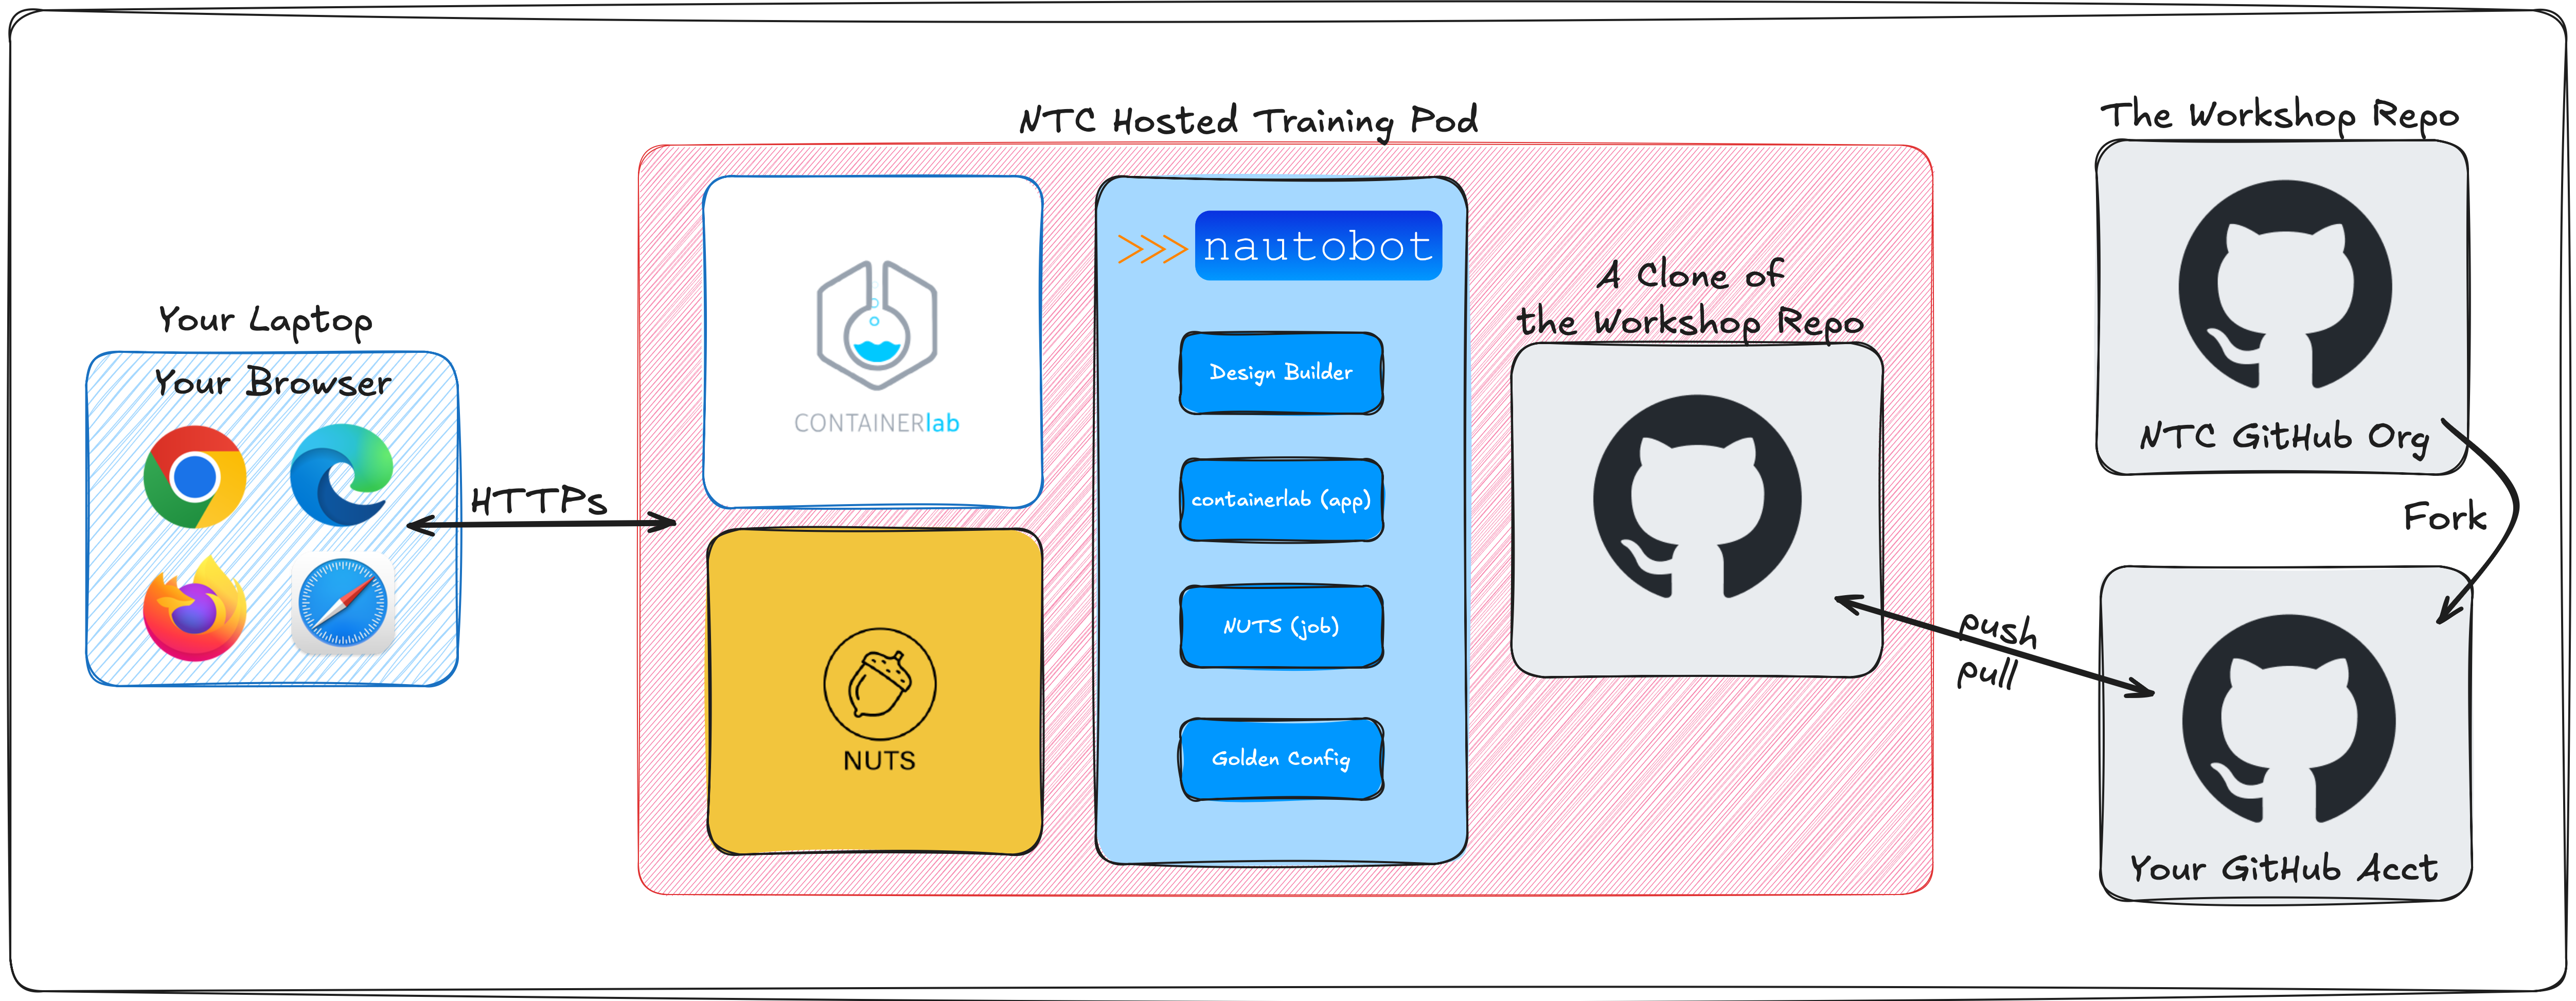 NTC Hosted Training Pod
The Workshop Repo
Your Laptop
Your Browser
HTTPs
CONTAINERlab
NUTS
>>> nautobot
Design Builder
containerlab (app)
NUTS (job)
Golden Config
A Clone of
the Workshop Repo
NTC GitHub Org
Fork
push
pull
Your GitHub Acct